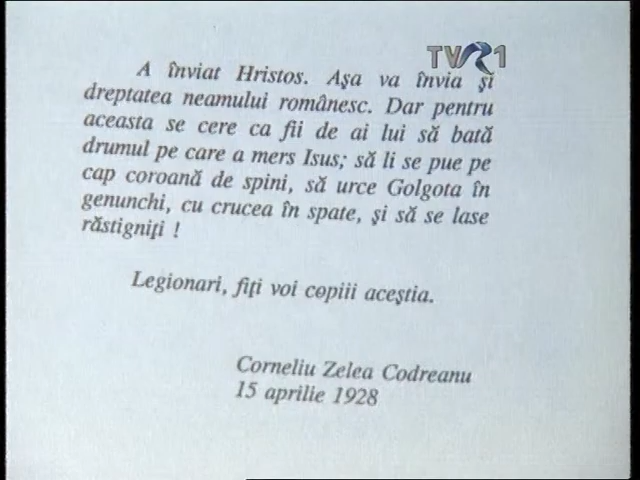 TVR1
A înviat Hristos. Aşa va învia şi
dreptatea neamului românesc. Dar pentru
aceasta se cere ca fii de ai lui să bată
drumul pe care a mers Isus; să li se pue pe
cap coroană de spini, să urce Golgota în
genunchi, cu crucea în spate, şi să se lase
răstigniţi !
Legionari, fiţi voi copiii aceştia.
Corneliu Zelea Codreanu
15 aprilie 1928